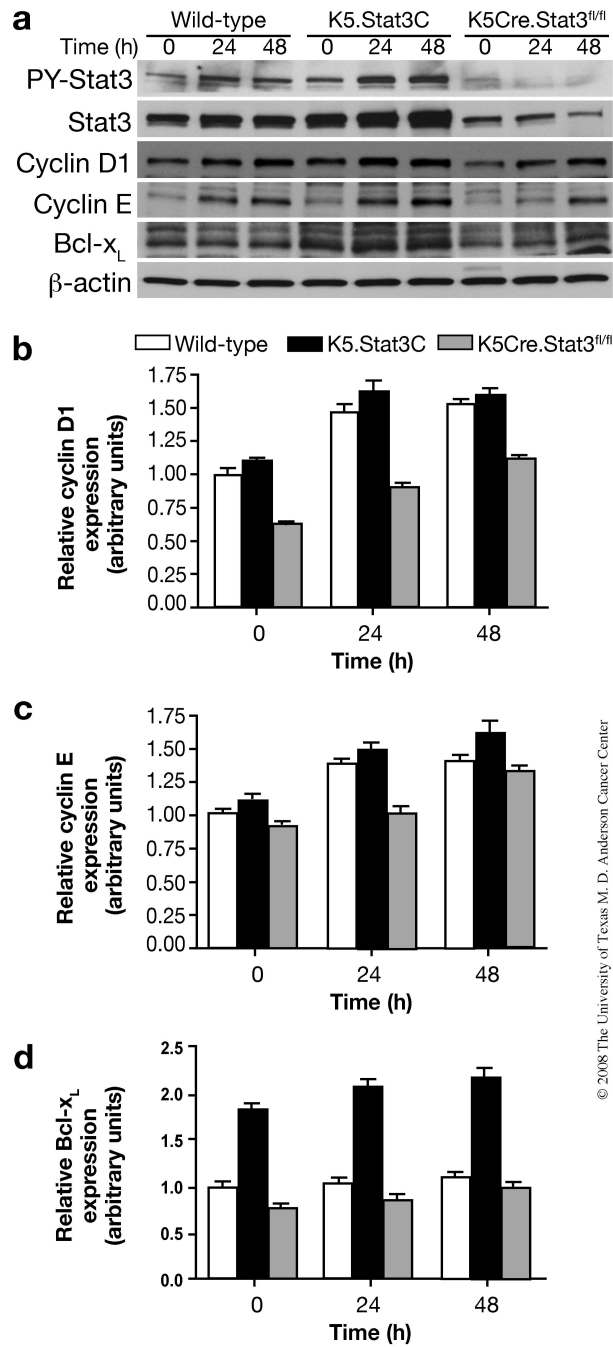 a
Wild-type K5.Stat3C K5Cre.Stat3fl/fl
Time (h) 0 24 48 0 24 48 0 24 48
PY-Stat3
Stat3
Cyclin D1
Cyclin E
Bcl-xL
β-actin
b
Wild-type K5.Stat3C K5Cre.Stat3fl/fl
Relative cyclin D1
expression
(arbitrary units)
1.75
1.50
1.25
1.00
0.75
0.50
0.25
0.00
0 24 48
Time (h)
c
Relative cyclin E
expression
(arbitrary units)
1.75
1.50
1.25
1.00
0.75
0.50
0.25
0.00
0 24 48
Time (h)
d
Relative Bcl-xL
expression
(arbitrary units)
2.5
2.0
1.5
1.0
0.5
0.0
0 24 48
Time (h)
© 2008 The University of Texas M. D. Anderson Cancer Center